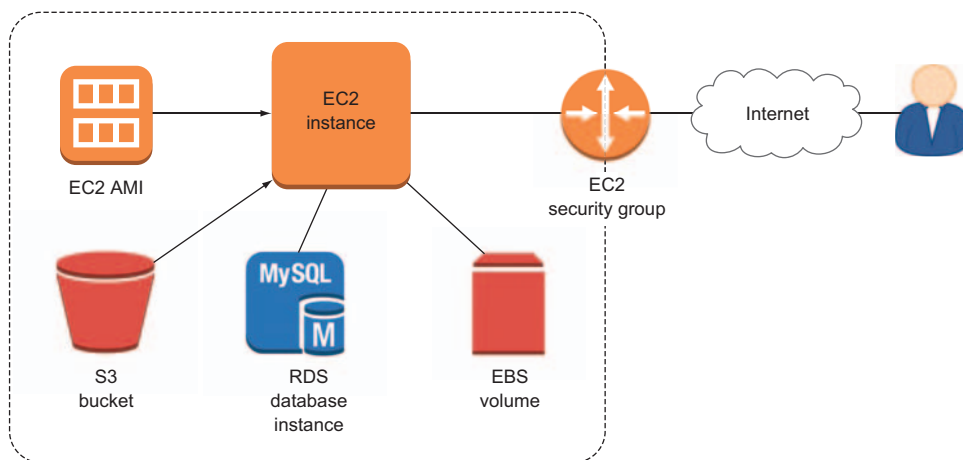 EC2
instance
Internet
EC2 AMI
EC2
security group
MySQL
M
S3
bucket
RDS
database
instance
EBS
volume